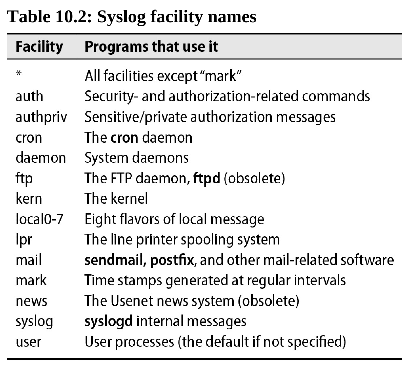 Table 10.2: Syslog facility names
Facility Programs that use it
* All facilities except “mark”
auth Security- and authorization-related commands
authpriv Sensitive/private authorization messages
cron The cron daemon
daemon System daemons
ftp The FTP daemon, ftpd (obsolete)
kern The kernel
local0-7 Eight flavors of local message
lpr The line printer spooling system
mail sendmail, postfix, and other mail-related software
mark Time stamps generated at regular intervals
news The Usenet news system (obsolete)
syslog syslogd internal messages
user User processes (the default if not specified)